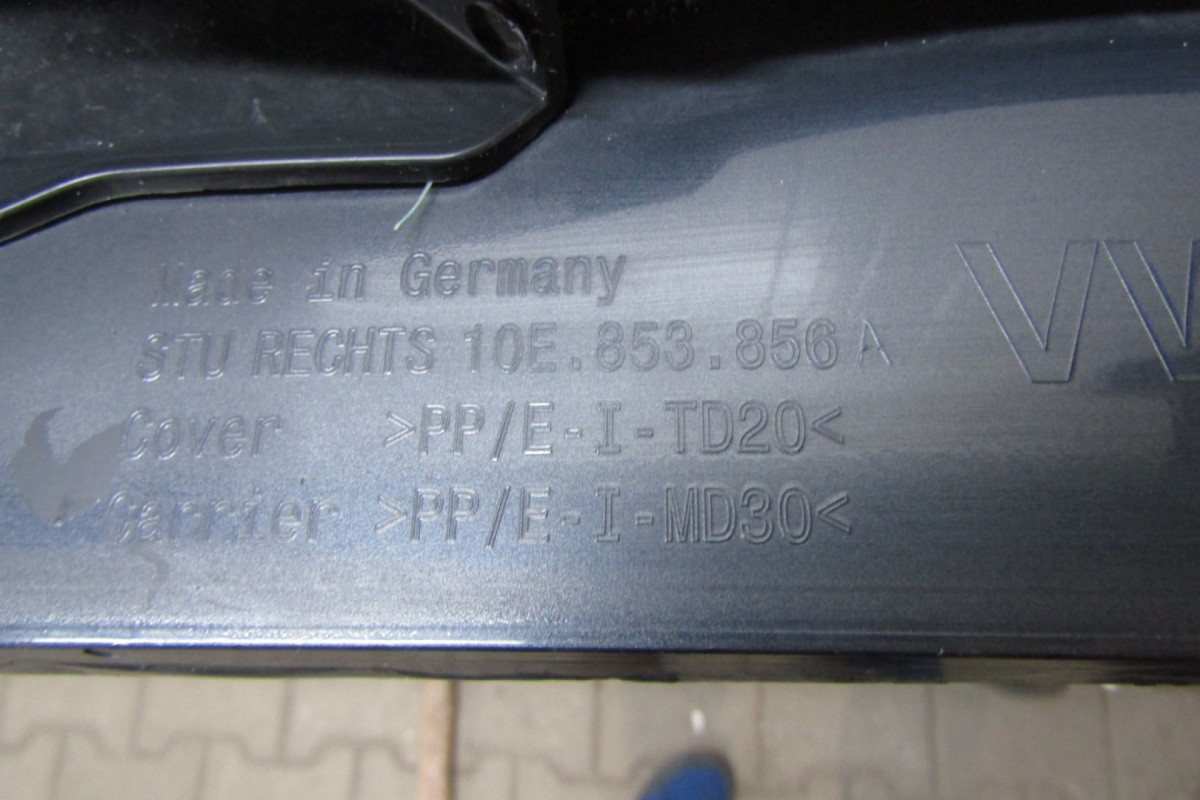 Made in Germany
STU RECHTS 10E.853.856 A
Cover >PP/E-I-TD20<
Carrier >PP/E-I-MD30<
VW